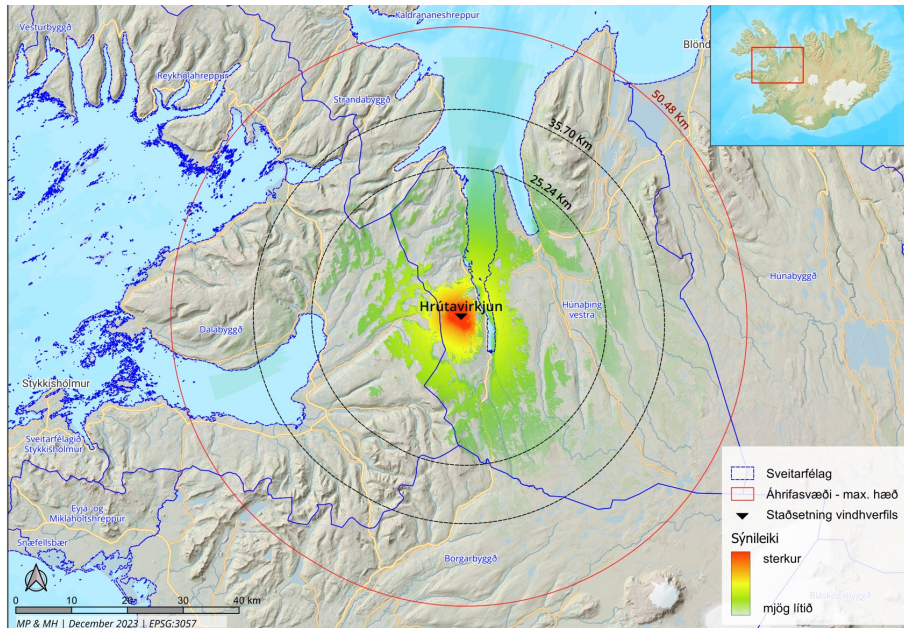 Kaldrananeshreppur
Vesturbyggð
Blönd
Reykhólahreppur
Strandabyggð
50.48 Km
35.70 Km
25.24 Km
Húnabyggð
Hrútavirkjun
Húnaþing
vestra
Dalabyggð
Stykkishólmur
Sveitarfélagið
Stykkishólmur
Eyja- og
Miklaholtshreppur
Snæfellsbær
Borgarbyggð
Bláskógabyggð
Sveitarfélag
Áhrifasvæði - max. hæð
Staðsetning vindhverfils
Sýnileiki
sterkur
mjög lítið
0 10 20 30 40 km
MP & MH | December 2023 | EPSG:3057